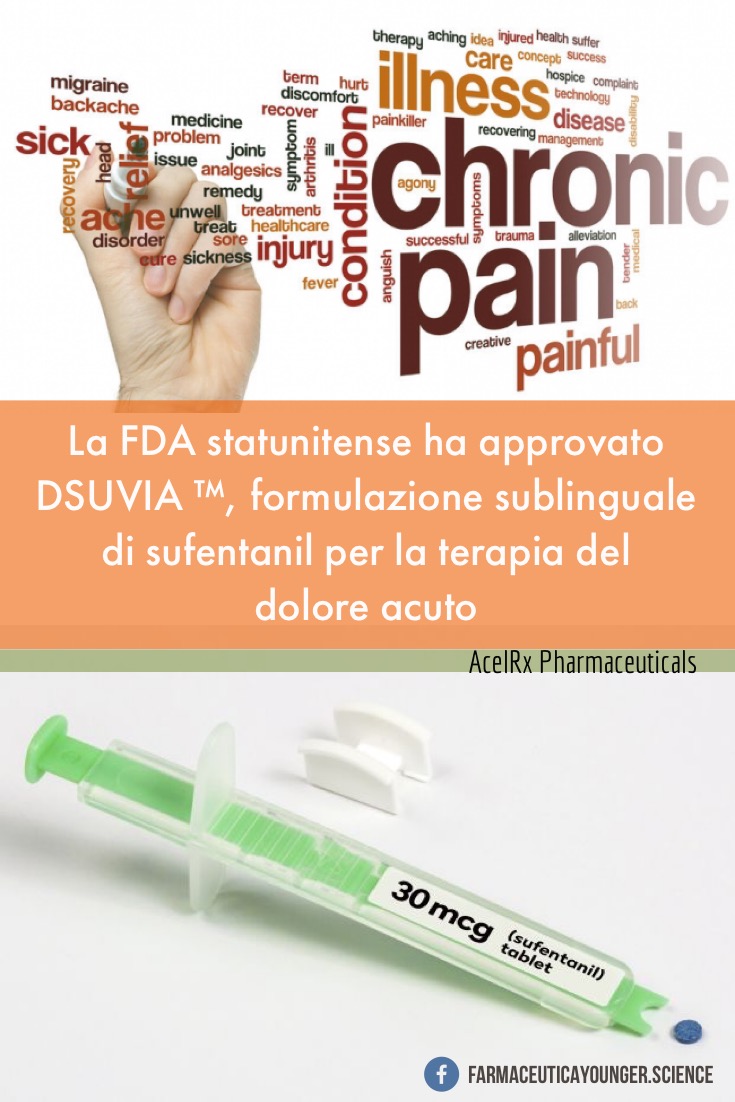 therapy aching idea injured health suffer
care concept success
hospice complaint
illness technology
painkiller disease
recovering management
disability
migraine
backache
term hurt
discomfort
recover
medicine
sick head relief problem
issue joint
symptom arthritis ill
analgesics
condition
chronic
agony
recovery
remedy
ache unwell treatment
treat healthcare
disorder sore injury
cure sickness
fever
symptoms
successful trauma alleviation
anguish
pain
tender medical
back
creative painful
La FDA statunitense ha approvato
DSUVIA ™, formulazione sublinguale
di sufentanil per la terapia del
dolore acuto
AcelRx Pharmaceuticals
30 mcg (sufentanil)
tablet
f FARMACEUTICAYOUNGER.SCIENCE